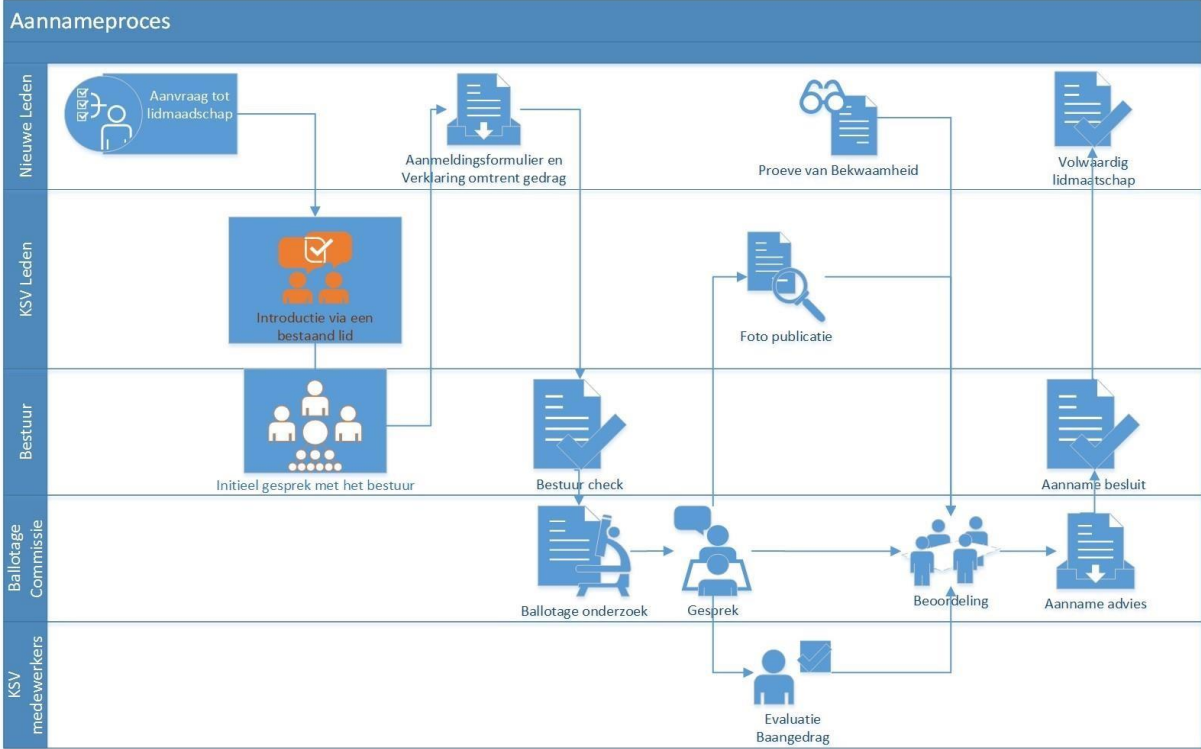 Aannameproces
Nieuwe Leden
Aanvraag tot
lidmaadschap
Aanmeldingsformulier en
Verklaring omtrent gedrag
Proeve van Bekwaamheid
Volwaardig
lidmaatschap
KSV Leden
Introductie via een
bestaand lid
Foto publicatie
Bestuur
Initieel gesprek met het bestuur
Bestuur check
Aanname besluit
Ballotage
Commissie
Ballotage onderzoek
Gesprek
Beoordeling
Aanname advies
KSV
medewerkers
Evaluatie
Baangedrag